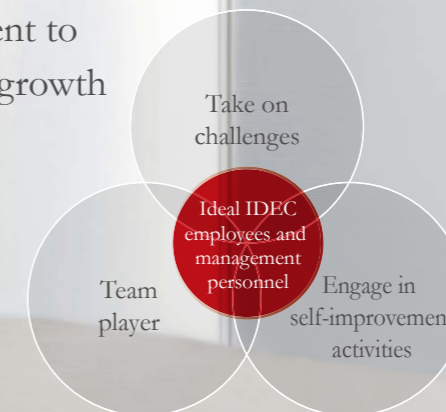 ent to
growth
Take on
challenges
Ideal IDEC
employees and
management
personnel
Team
player
Engage in
self-improvemen
activities